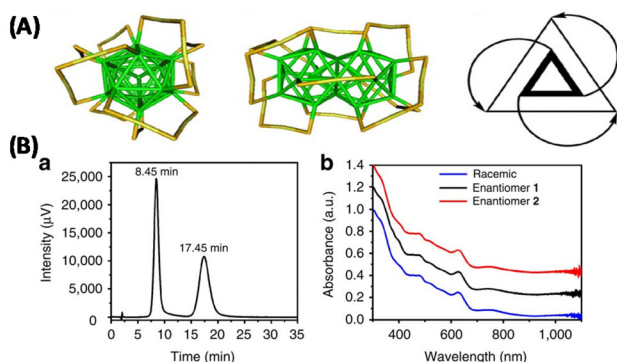 (A)
(B)
a
8.45 min
17.45 min
25,000
20,000
15,000
10,000
5,000
0
Intensity (µV)
0 5 10 15 20 25 30 35
Time (min)
b
Racemic
Enantiomer 1
Enantiomer 2
1.4
1.2
1.0
0.8
0.6
0.4
0.2
0.0
Absorbance (a.u.)
400 600 800 1,000
Wavelength (nm)